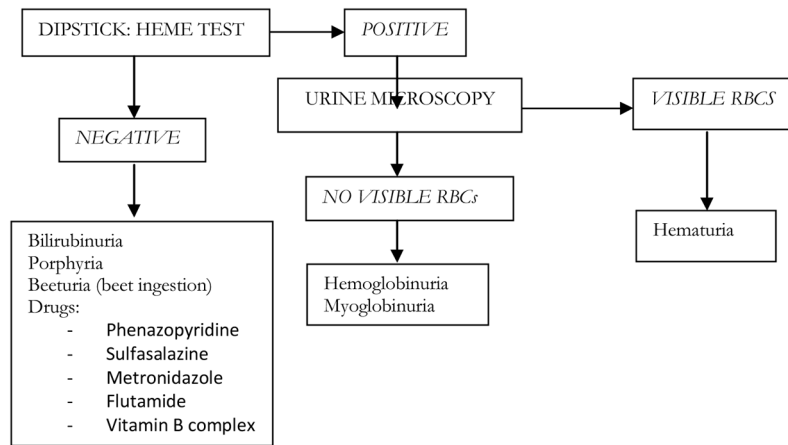 DIPSTICK: HEME TEST
POSITIVE
URINE MICROSCOPY
VISIBLE RBCS
NEGATIVE
NO VISIBLE RBCs
Hematuria
Bilirubinuria
Porphyria
Beeturia (beet ingestion)
Drugs:
- Phenazopyridine
- Sulfasalazine
- Metronidazole
- Flutamide
- Vitamin B complex
Hemoglobinuria
Myoglobinuria